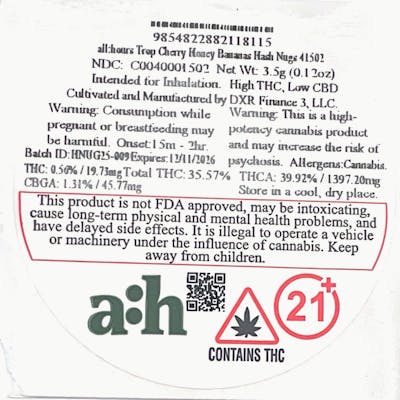 9854822882118115
all:hours Trop Cherry Honey Bananas Hash Nugs 41502
NDC: C0040001502 Net Wt: 3.5g (0.12oz)
Intended for Inhalation. High THC, Low CBD
Cultivated and Manufactured by DXR Finance 3, LLC.
Warning: Consumption while
pregnant or breastfeeding may
be harmful. Onset:15m - 2hr.
Warning: This is a high-
potency cannabis product
and may increase the risk of
psychosis. Allergens:Cannabis.
Batch ID:HNUG25-009 Expires:12/11/2026
THC: 0.56% / 19.73mg Total THC: 35.57% THCA: 39.92% / 1397.20mg
CBGA: 1.31% / 45.77mg Store in a cool, dry place.
This product is not FDA approved, may be intoxicating,
cause long-term physical and mental health problems, and
have delayed side effects. It is illegal to operate a vehicle
or machinery under the influence of cannabis. Keep
away from children.
a:h
21+
CONTAINS THC